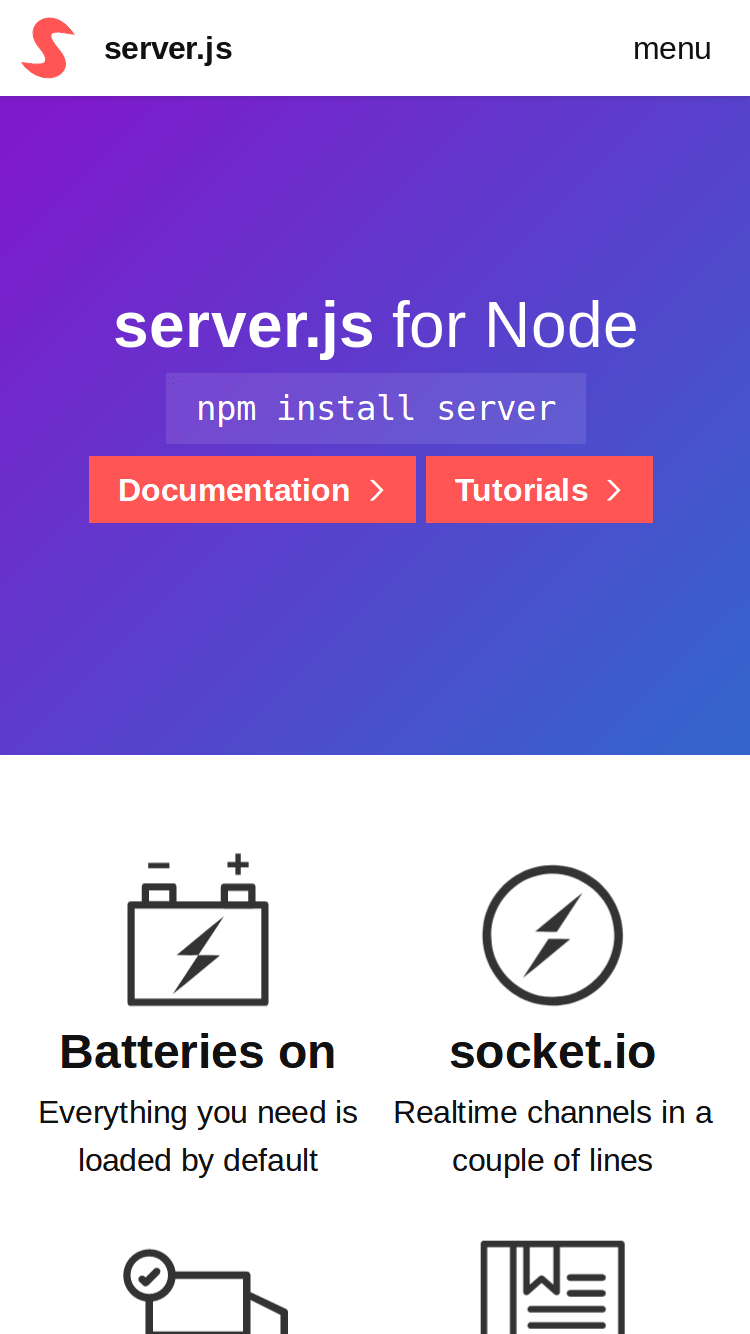 server.js
menu
server.js for Node
npm install server
Documentation
Tutorials
Batteries on
socket.io
Everything you need is
loaded by default
Realtime channels in a
couple of lines